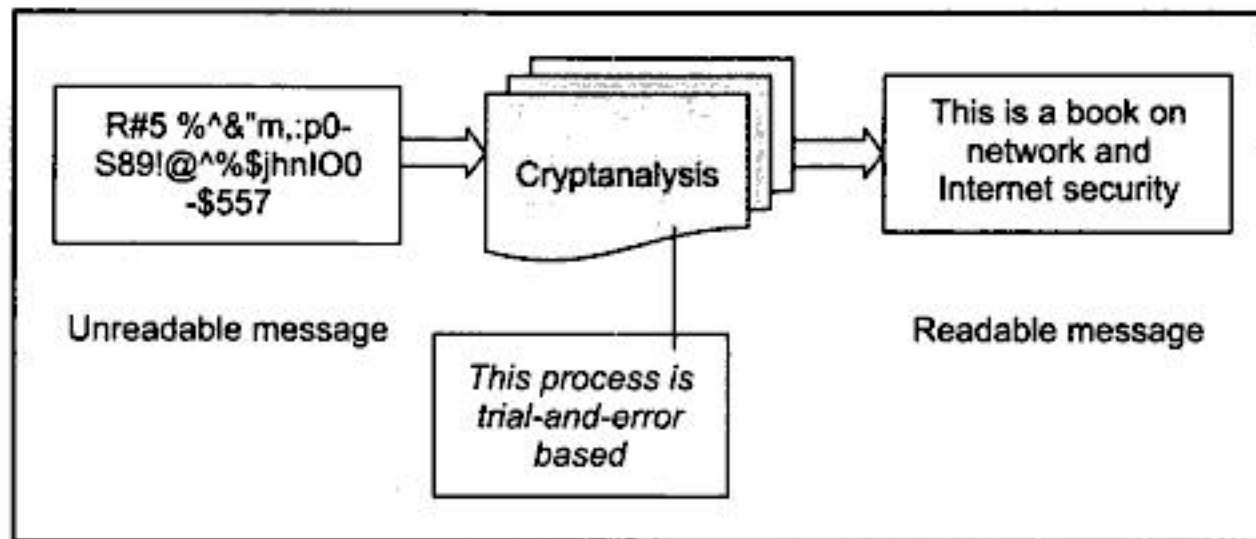 R#5 %^&"m,:p0-
S89!@^%$jhnIO0
-$557
Cryptanalysis
This is a book on
network and
Internet security
Unreadable message
Readable message
This process is
trial-and-error
based